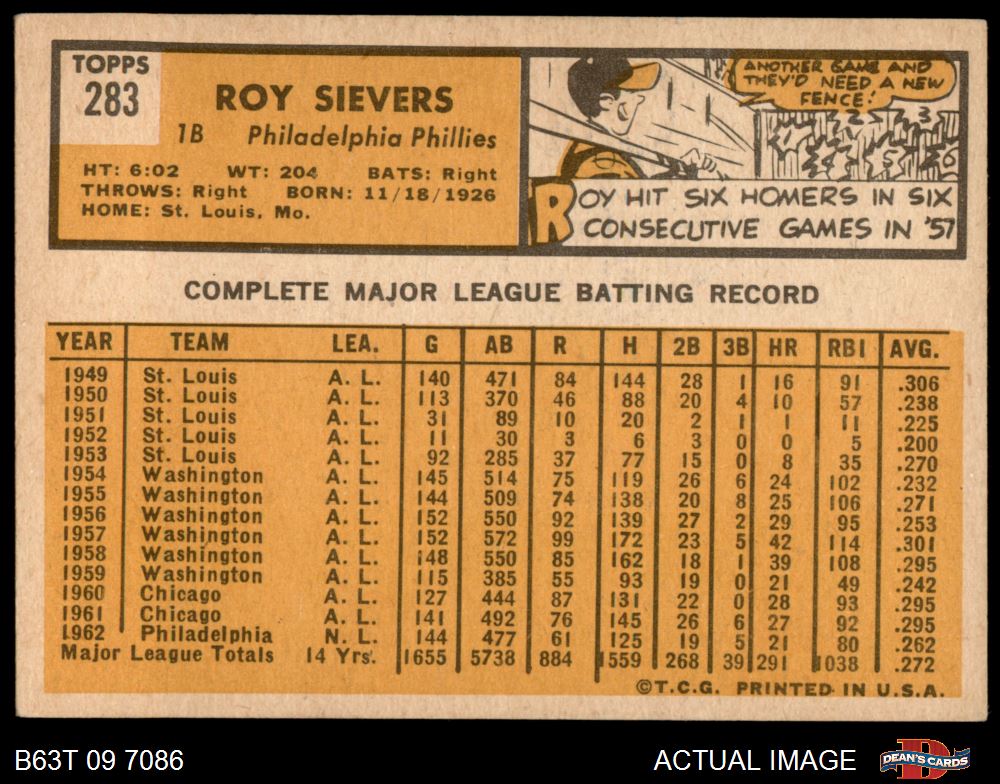 TOPPS
283
ROY SIEVERS
1B Philadelphia Phillies
HT: 6:02 WT: 204 BATS: Right
THROWS: Right BORN: 11/18/1926
HOME: St. Louis, Mo.
ANOTHER GAME AND
THEY'D NEED A NEW
FENCE!
1 2 3 4 5 6
ROY HIT SIX HOMERS IN SIX
CONSECUTIVE GAMES IN '57
COMPLETE MAJOR LEAGUE BATTING RECORD
YEAR TEAM LEA. G AB R H 2B 3B HR RBI AVG.
1949 St. Louis A. L. 140 471 84 144 28 1 16 91 .306
1950 St. Louis A. L. 113 370 46 88 20 4 10 57 .238
1951 St. Louis A. L. 31 89 10 20 2 1 1 11 .225
1952 St. Louis A. L. 11 30 3 6 3 0 0 5 .200
1953 St. Louis A. L. 92 285 37 77 15 0 8 35 .270
1954 Washington A. L. 145 514 75 119 26 6 24 102 .232
1955 Washington A. L. 144 509 74 138 20 8 25 106 .271
1956 Washington A. L. 152 550 92 139 27 2 29 95 .253
1957 Washington A. L. 152 572 99 172 23 5 42 114 .301
1958 Washington A. L. 148 550 85 162 18 1 39 108 .295
1959 Washington A. L. 115 385 55 93 19 0 21 49 .242
1960 Chicago A. L. 127 444 87 131 22 0 28 93 .295
1961 Chicago A. L. 141 492 76 145 26 6 27 92 .295
1962 Philadelphia N. L. 144 477 61 125 19 5 21 80 .262
Major League Totals 14 Yrs. 1655 5738 884 1559 268 39 291 1038 .272
©T.C.G. PRINTED IN U.S.A.
B63T 09 7086 ACTUAL IMAGE
DEAN'S CARDS